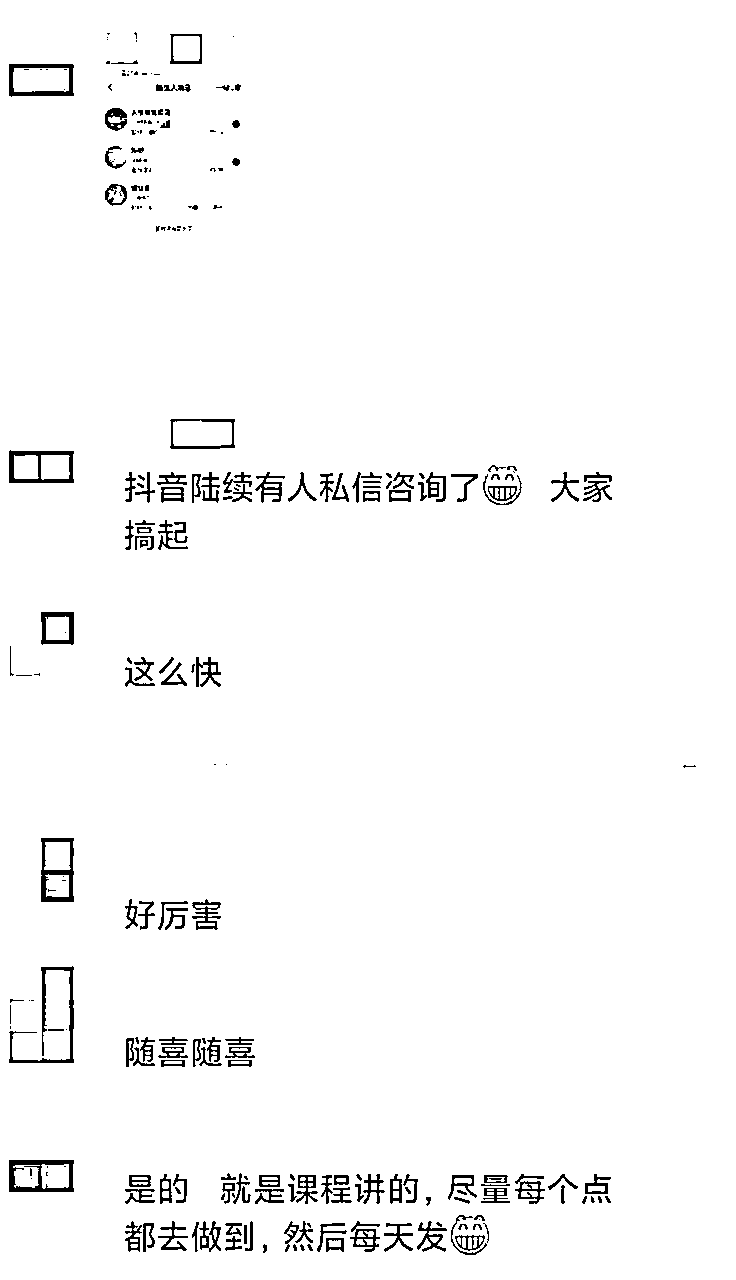 抖音陆续有人私信咨询了😁 大家
搞起
这么快
好厉害
随喜随喜
是的 就是课程讲的，尽量每个点
都去做到，然后每天发😁